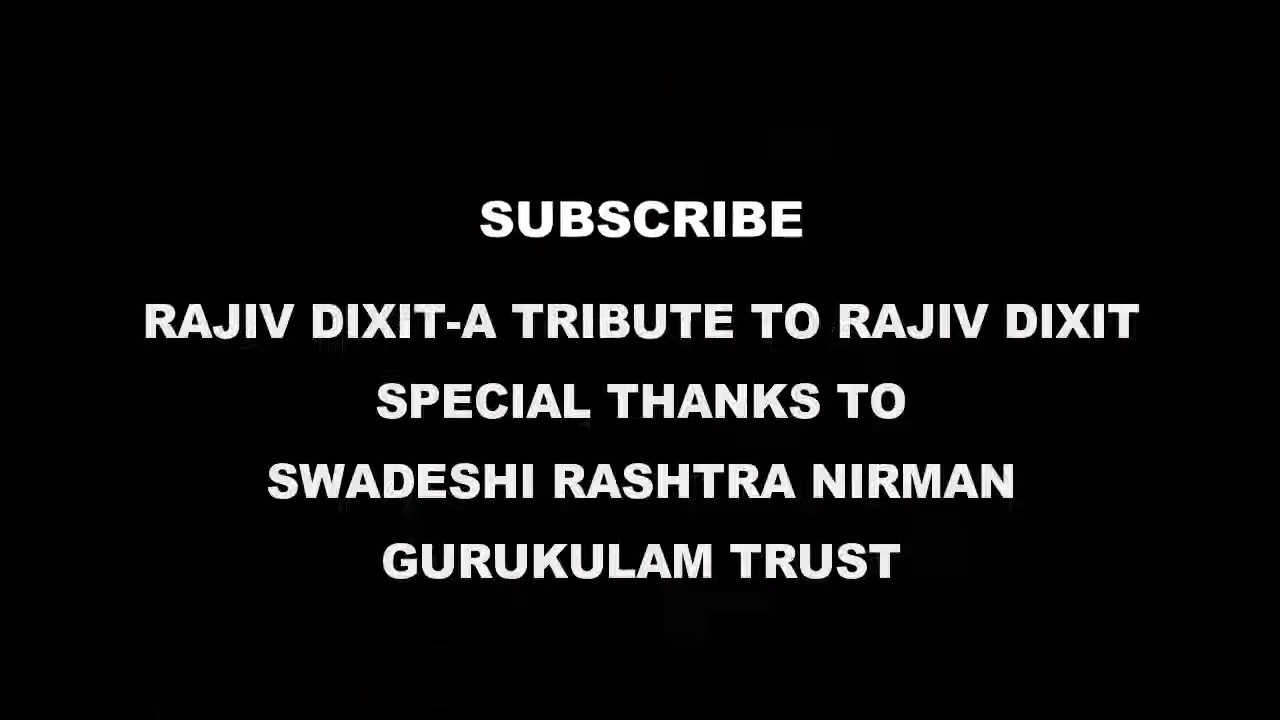 SUBSCRIBE
RAJIV DIXIT-A TRIBUTE TO RAJIV DIXIT
SPECIAL THANKS TO
SWADESHI RASHTRA NIRMAN
GURUKULAM TRUST